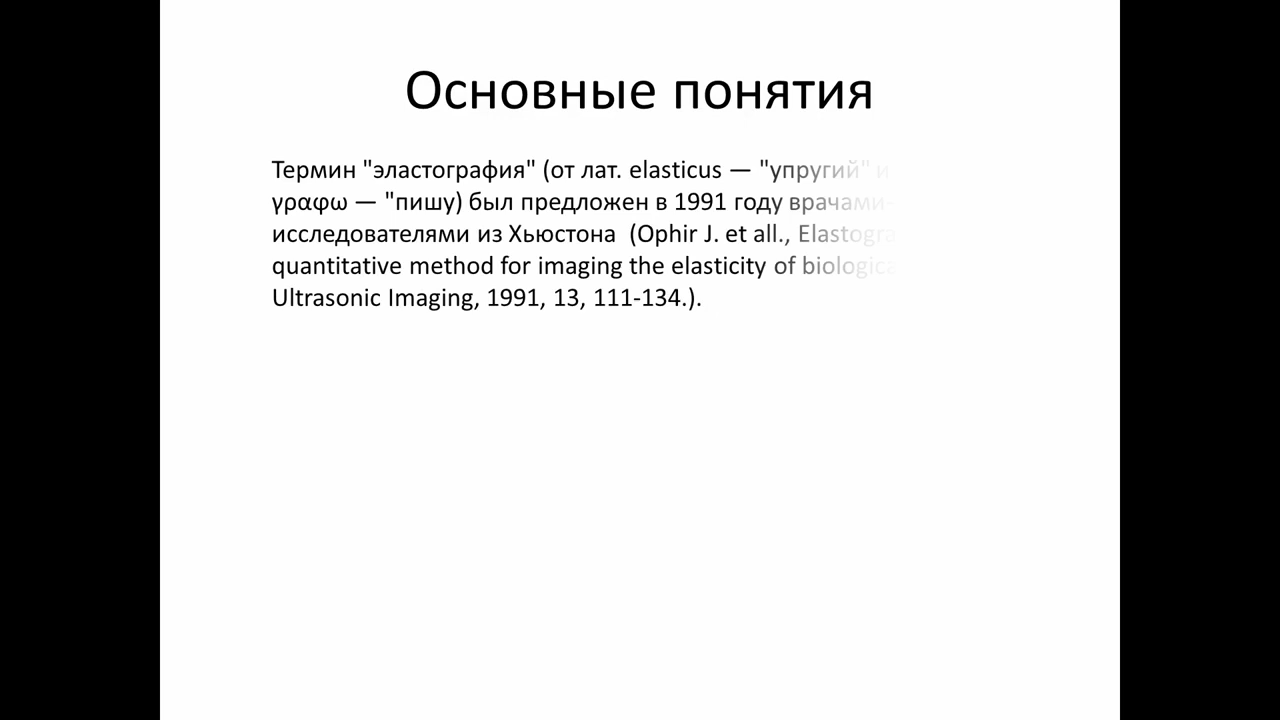 Основные понятия
Термин "эластография" (от лат. elasticus — "упругий" и
γραφω — "пишу) был предложен в 1991 году врачами-
исследователями из Хьюстона (Ophir J. et all., Elastogra
quantitative method for imaging the elasticity of biologica
Ultrasonic Imaging, 1991, 13, 111-134.).